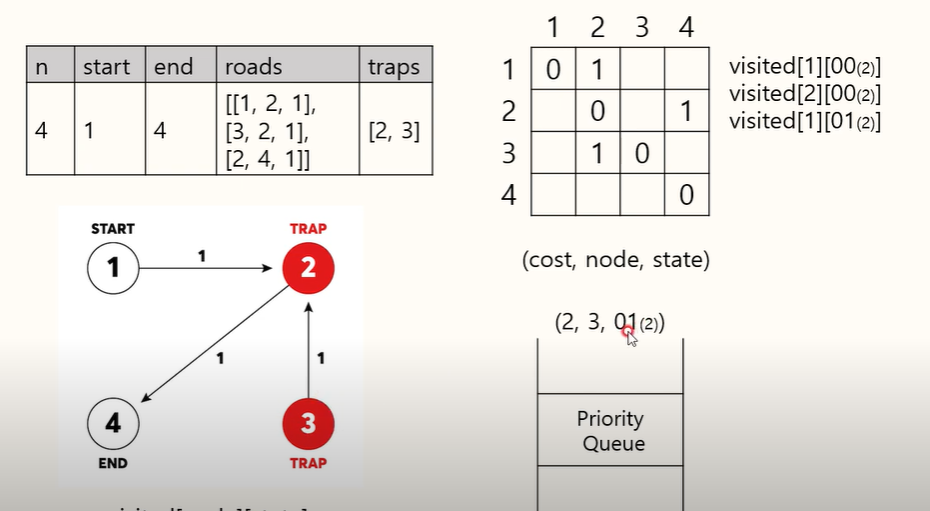 n start end roads traps
4 1 4 [[1, 2, 1],
[3, 2, 1],
[2, 4, 1]] [2, 3]
1 2 3 4
1 0 1
2 0 1
3 1 0
4 0
visited[1][00(2)]
visited[2][00(2)]
visited[1][01(2)]
START TRAP
1 1 2
1 1
4 3
END TRAP
(cost, node, state)
(2, 3, 01(2))
Priority
Queue